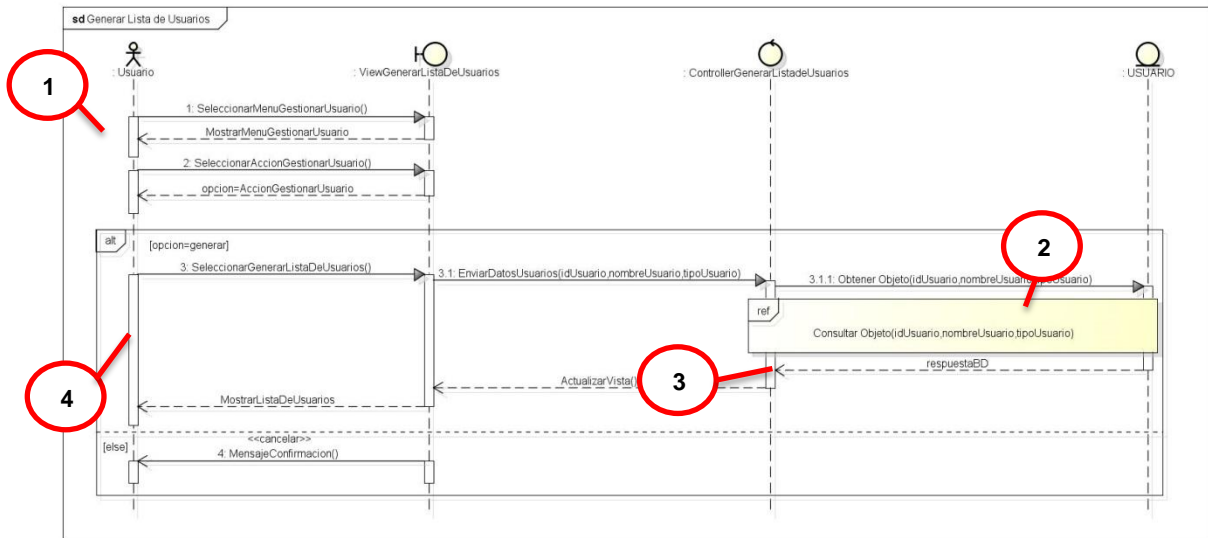 sd Generar Lista de Usuarios
: Usuario
: ViewGenerarListaDeUsuarios
: ControllerGenerarListadeUsuarios
: USUARIO
1
1: SeleccionarMenuGestionarUsuario()
MostrarMenuGestionarUsuario
2: SeleccionarAccionGestionarUsuario()
opcion=AccionGestionarUsuario
alt
[opcion=generar]
2
3: SeleccionarGenerarListaDeUsuarios()
3.1: EnviarDatosUsuarios(idUsuario,nombreUsuario,tipoUsuario)
3.1.1: Obtener Objeto(idUsuario,nombreUsuario,tipoUsuario)
ref
Consultar Objeto(idUsuario,nombreUsuario,tipoUsuario)
respuestaBD
3
ActualizarVista()
4
MostrarListaDeUsuarios
[else]
<<cancelar>>
4: MensajeConfirmacion()